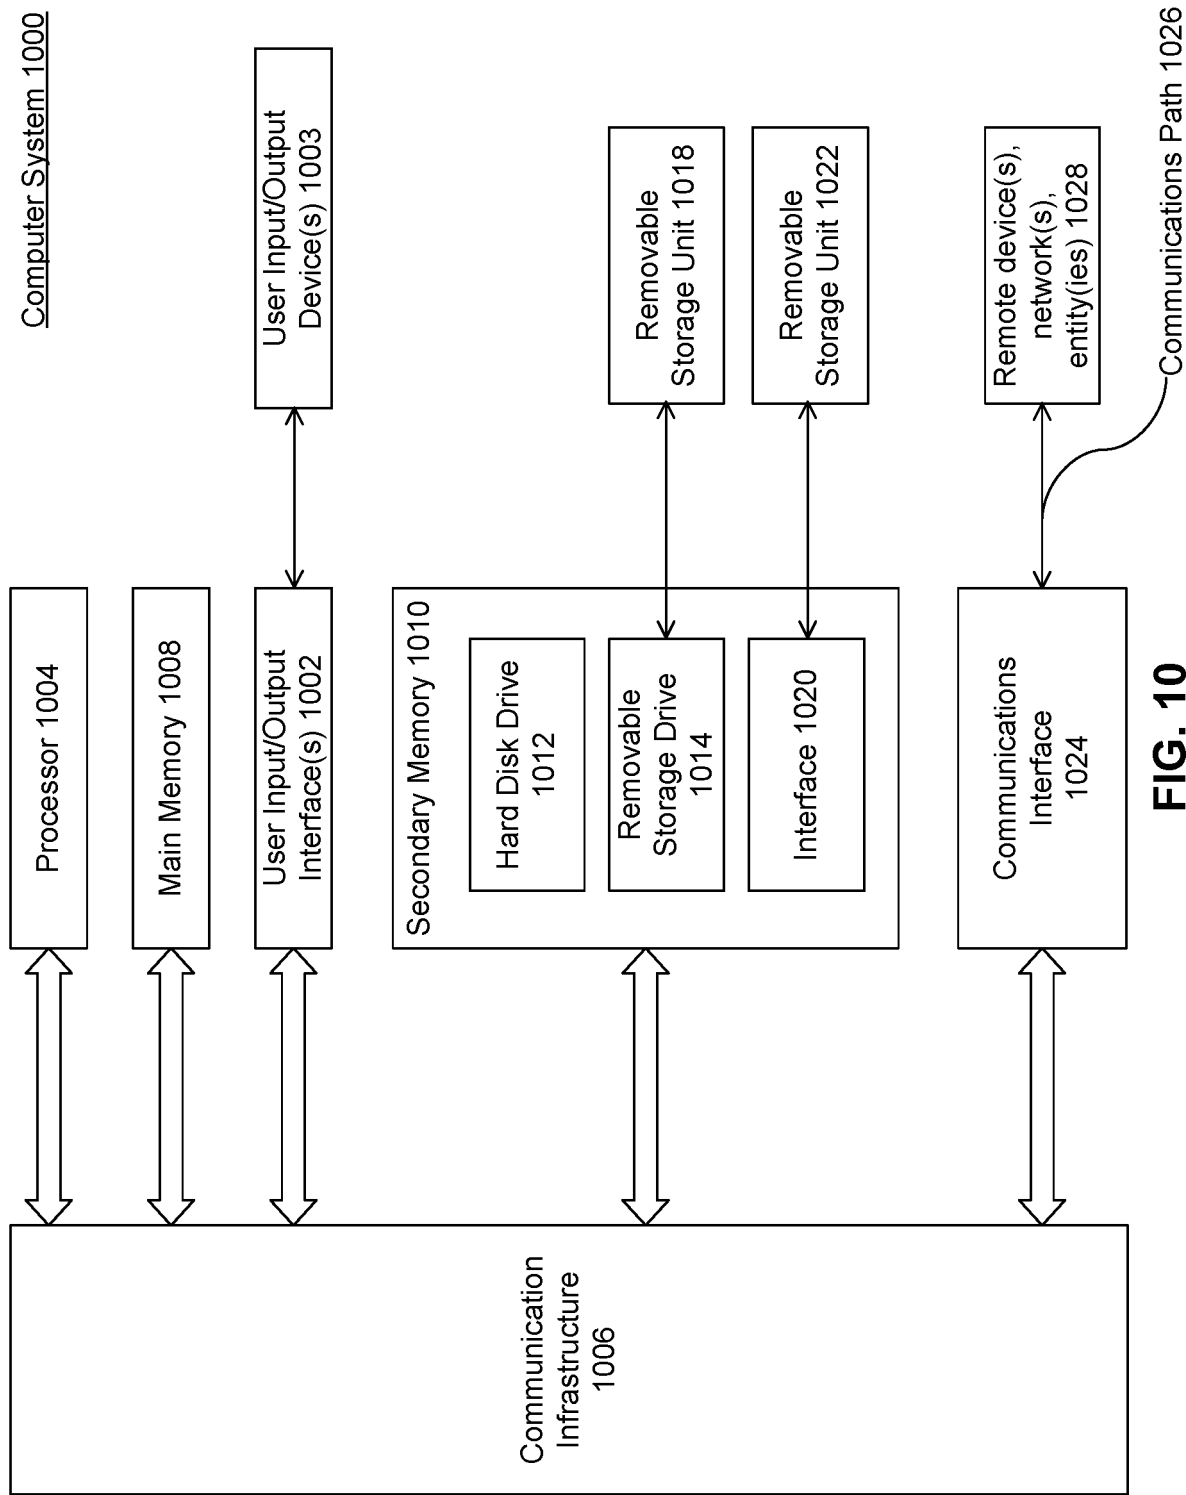 Computer System 1000
Processor 1004
Main Memory 1008
User Input/Output
Interface(s) 1002
User Input/Output
Device(s) 1003
Communication
Infrastructure
1006
Secondary Memory 1010
Hard Disk Drive
1012
Removable
Storage Drive
1014
Removable
Storage Unit 1018
Interface 1020
Removable
Storage Unit 1022
Communications
Interface
1024
Remote device(s),
network(s),
entity(ies) 1028
Communications Path 1026
FIG. 10